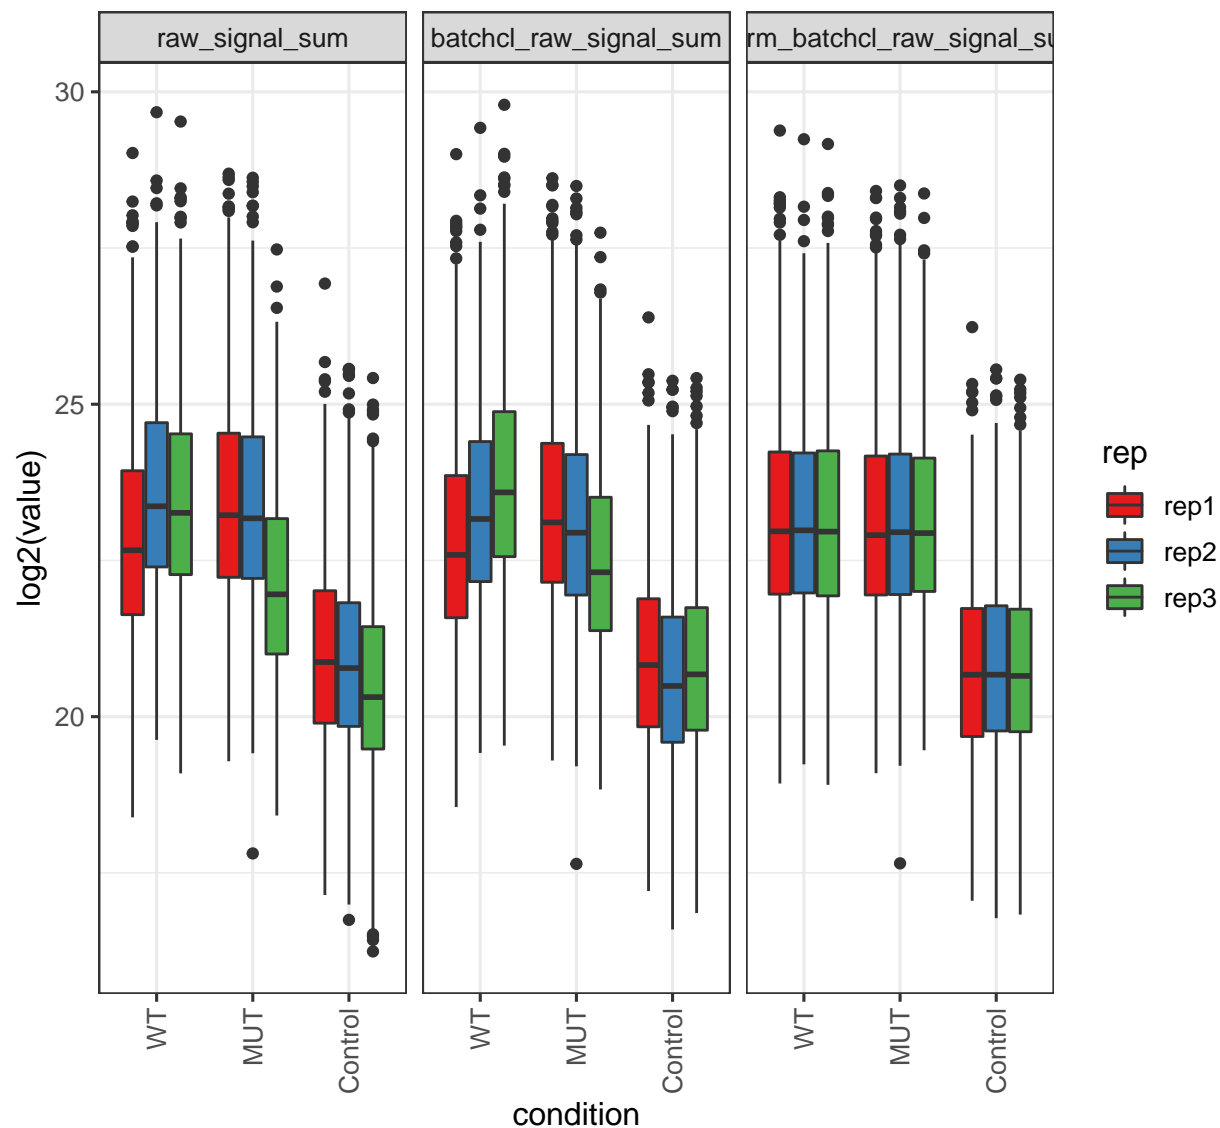 raw_signal_sum
batchcl_raw_signal_sum
rm_batchcl_raw_signal_su
30
25
20
log2(value)
WT
MUT
Control
WT
MUT
Control
WT
MUT
Control
condition
rep
rep1
rep2
rep3